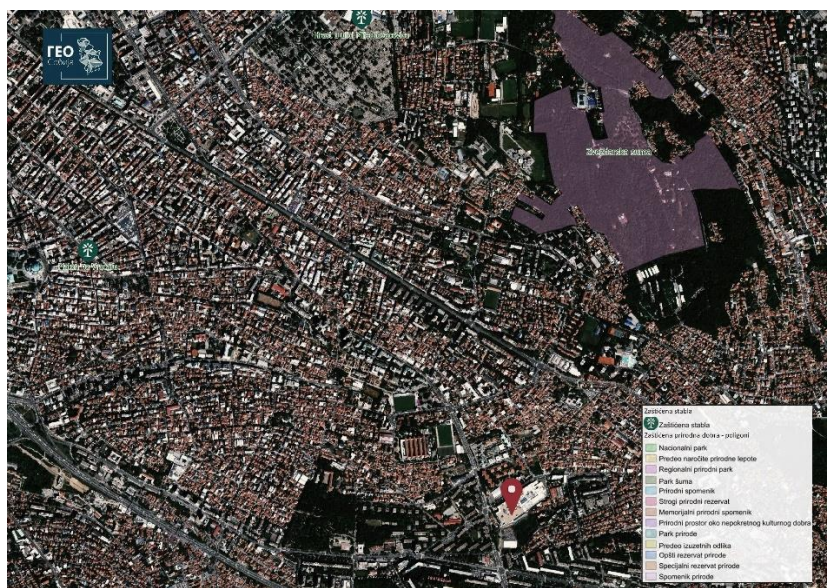 ГЕО
Србија
Zvezdarska suma
Zaštićena stabla
Zaštićena stabla
Zaštićena prirodna dobra - poligoni
Nacionalni park
Predeo naročite prirodne lepote
Regionalni prirodni park
Park šuma
Prirodni spomenik
Strogi prirodni rezervat
Memorijalni prirodni spomenik
Prirodni prostor oko nepokretnog kulturnog dobra
Park prirode
Predeo izuzetnih odlika
Opšti rezervat prirode
Specijalni rezervat prirode
Spomenik prirode